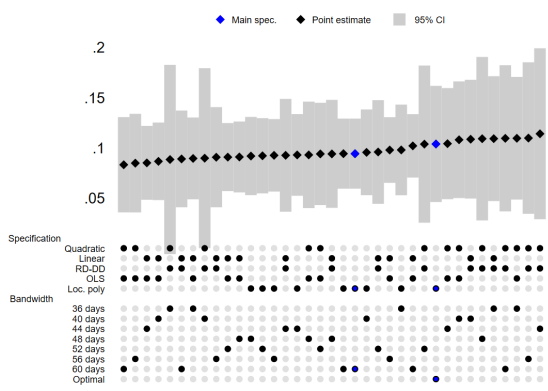 Main spec. Point estimate 95% CI
.2
.15
.1
.05
Specification
Quadratic
Linear
RD-DD
OLS
Loc. poly
Bandwidth
36 days
40 days
44 days
48 days
52 days
56 days
60 days
Optimal